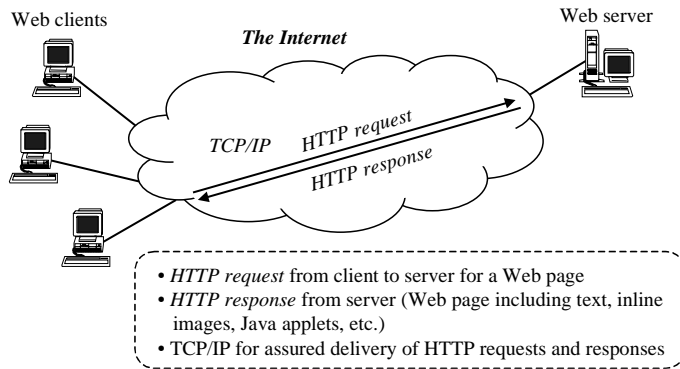 Web clients
Web server
The Internet
TCP/IP
HTTP request
HTTP response
• HTTP request from client to server for a Web page
• HTTP response from server (Web page including text, inline
images, Java applets, etc.)
• TCP/IP for assured delivery of HTTP requests and responses